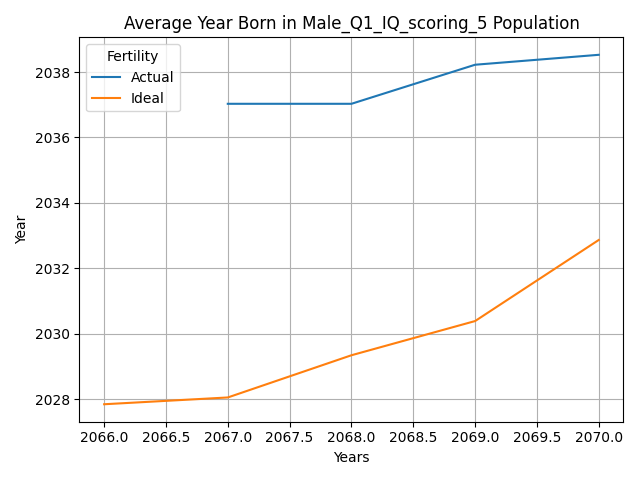 Average Year Born in Male_Q1_IQ_scoring_5 Population
Fertility
Actual
Ideal
2038
2036
2034
2032
2030
2028
Year
2066.0 2066.5 2067.0 2067.5 2068.0 2068.5 2069.0 2069.5 2070.0
Years